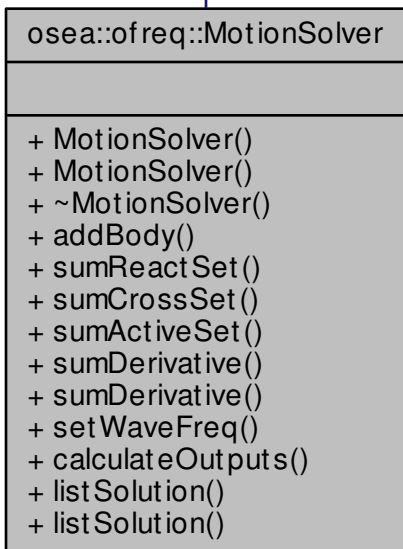 osea::ofreq::MotionSolver
+ MotionSolver()
+ MotionSolver()
+ ~MotionSolver()
+ addBody()
+ sumReactSet()
+ sumCrossSet()
+ sumActiveSet()
+ sumDerivative()
+ sumDerivative()
+ setWaveFreq()
+ calculateOutputs()
+ listSolution()
+ listSolution()